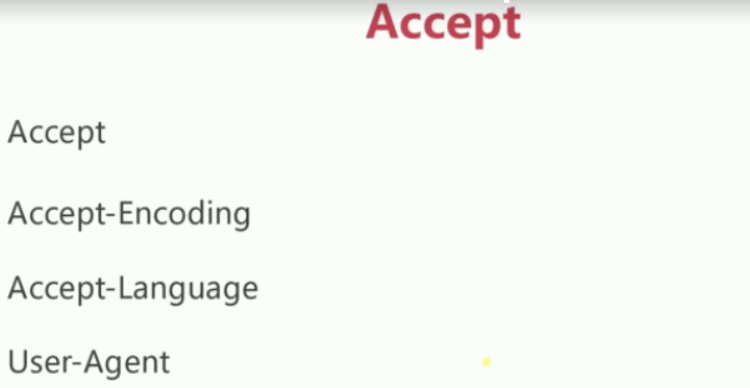 Accept
Accept
Accept-Encoding
Accept-Language
User-Agent